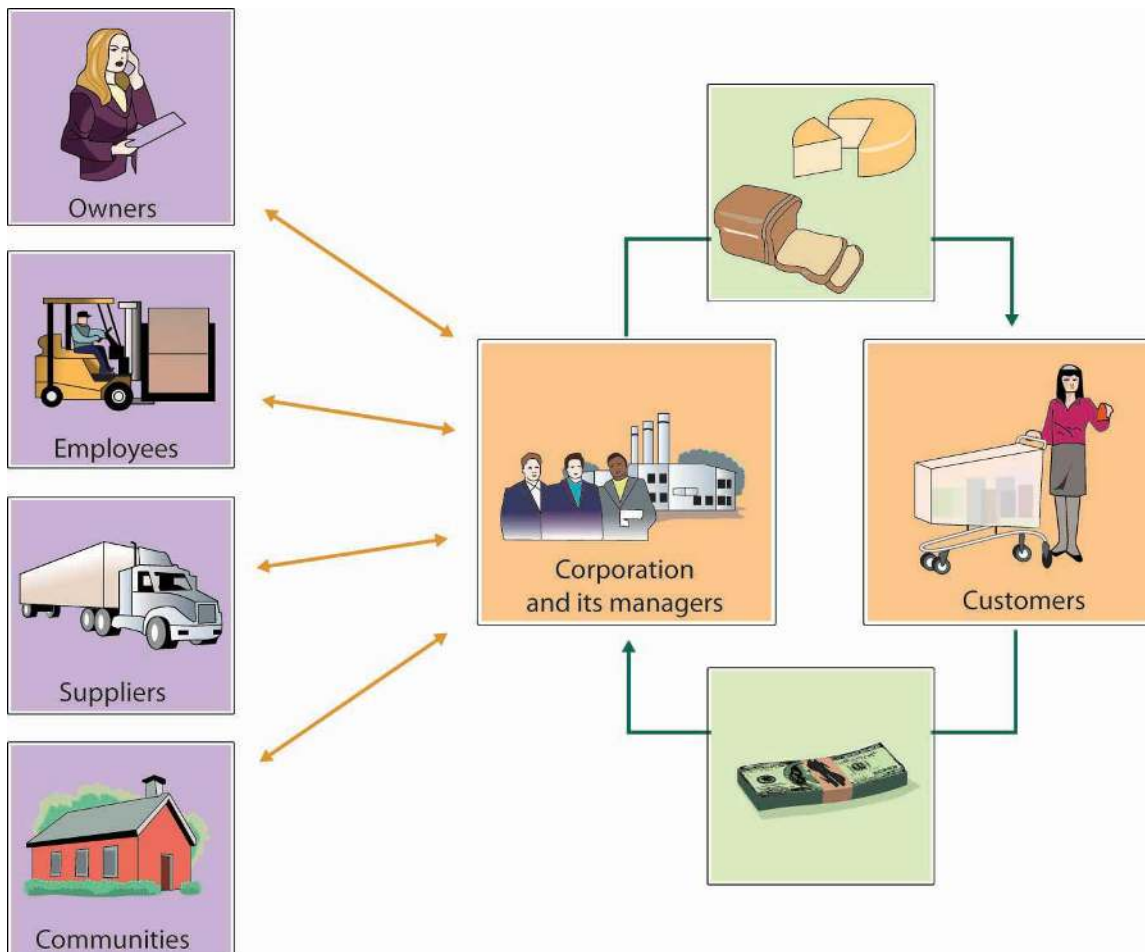 Owners
Employees
Suppliers
Communities
Corporation
and its managers
Customers